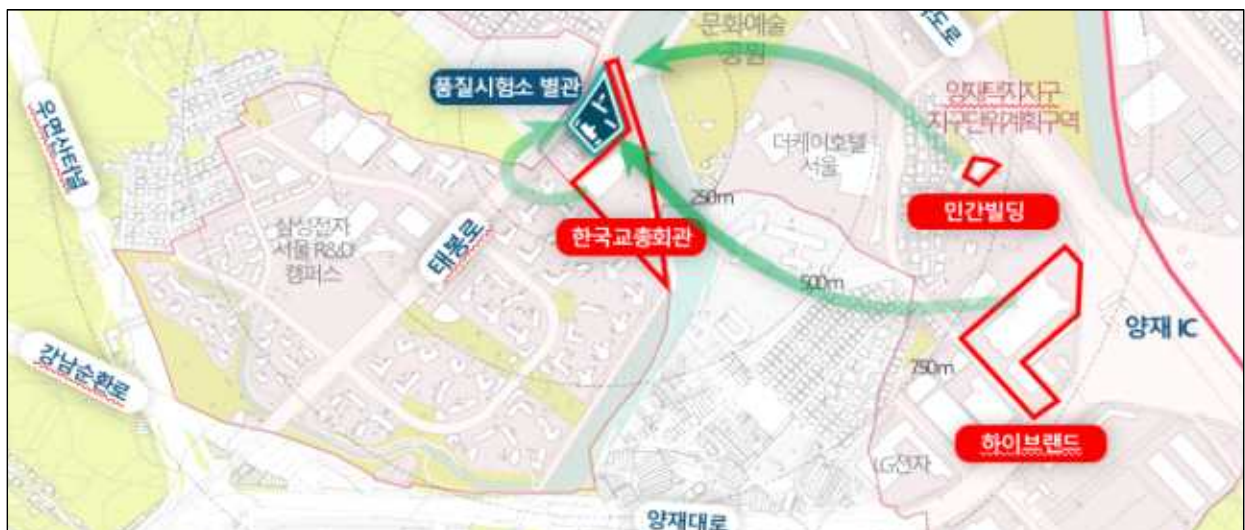 문화예술
공원
품질시험소 별관
양재택지지구
지구단위계획구역
우면산터널
더케이호텔
서울
250m
민간빌딩
한국교총회관
삼성전자
서울 R&D
캠퍼스
태봉로
500m
양재 IC
강남순환로
750m
하이브랜드
LG전자
양재대로